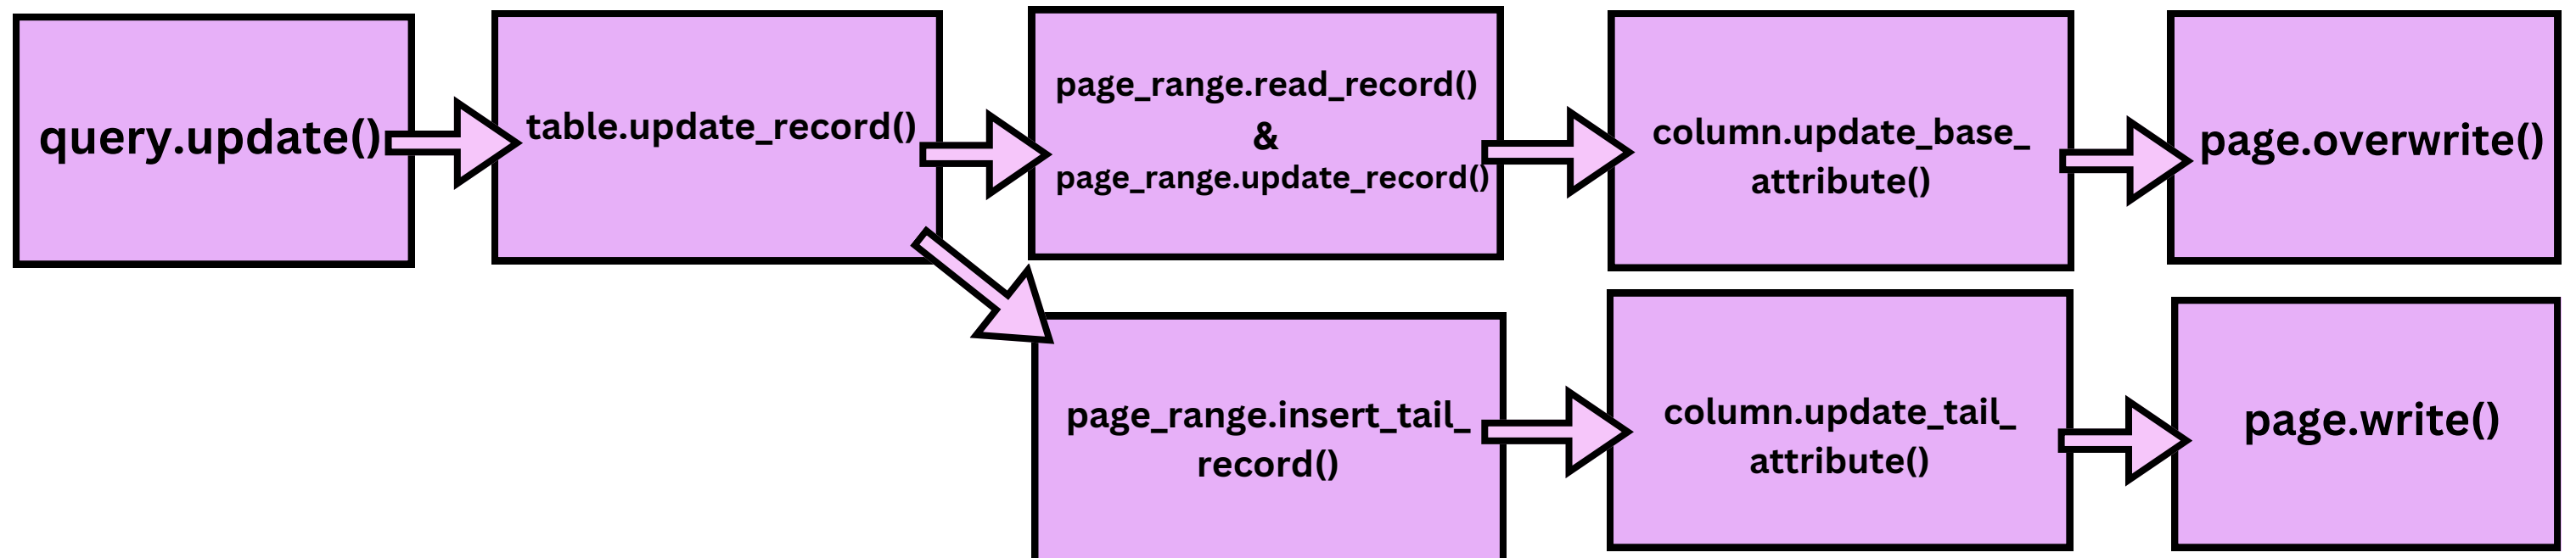 query.update()
table.update_record()
page_range.read_record()
&
page_range.update_record()
column.update_base_
attribute()
page.overwrite()
page_range.insert_tail_
record()
column.update_tail_
attribute()
page.write()